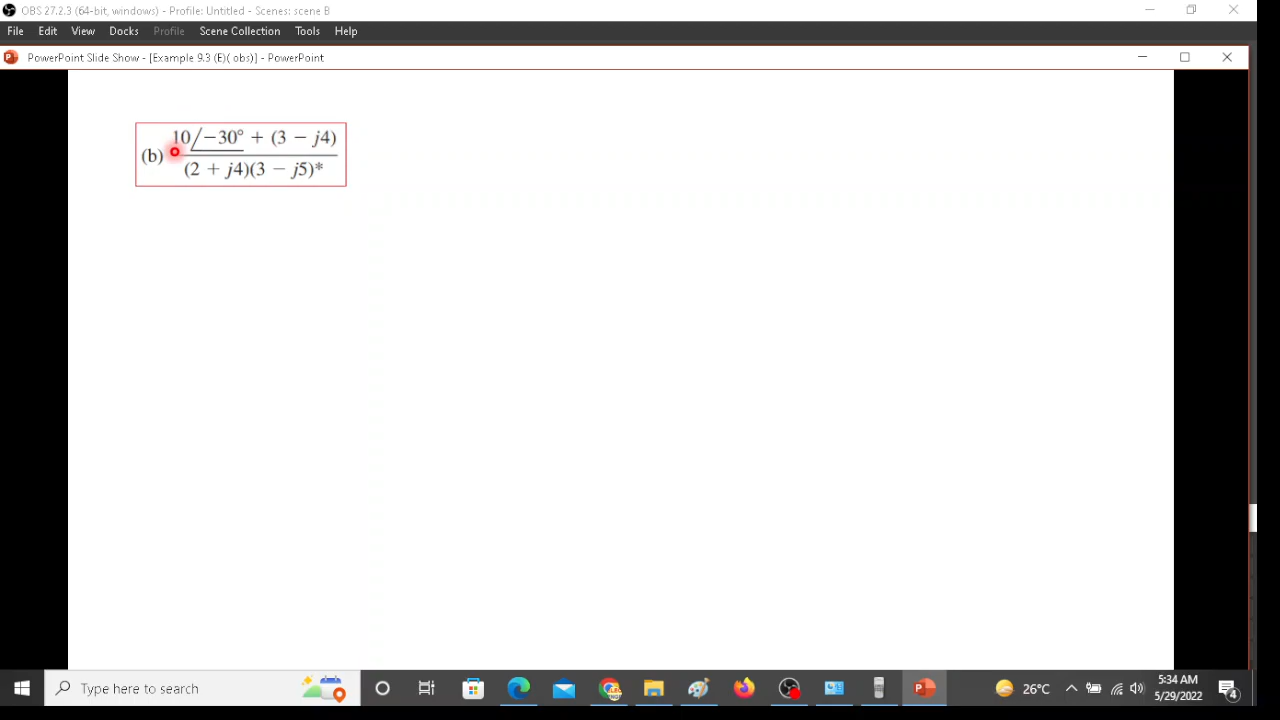 OBS 27.2.3 (64-bit, windows) - Profile: Untitled - Scenes: scene B
File Edit View Docks Profile Scene Collection Tools Help
PowerPoint Slide Show - [Example 9.3 (E)( obs)] - PowerPoint
(b) 10/−30° + (3 − j4)
(2 + j4)(3 − j5)*
Type here to search
26°C
5:34 AM
5/29/2022
4